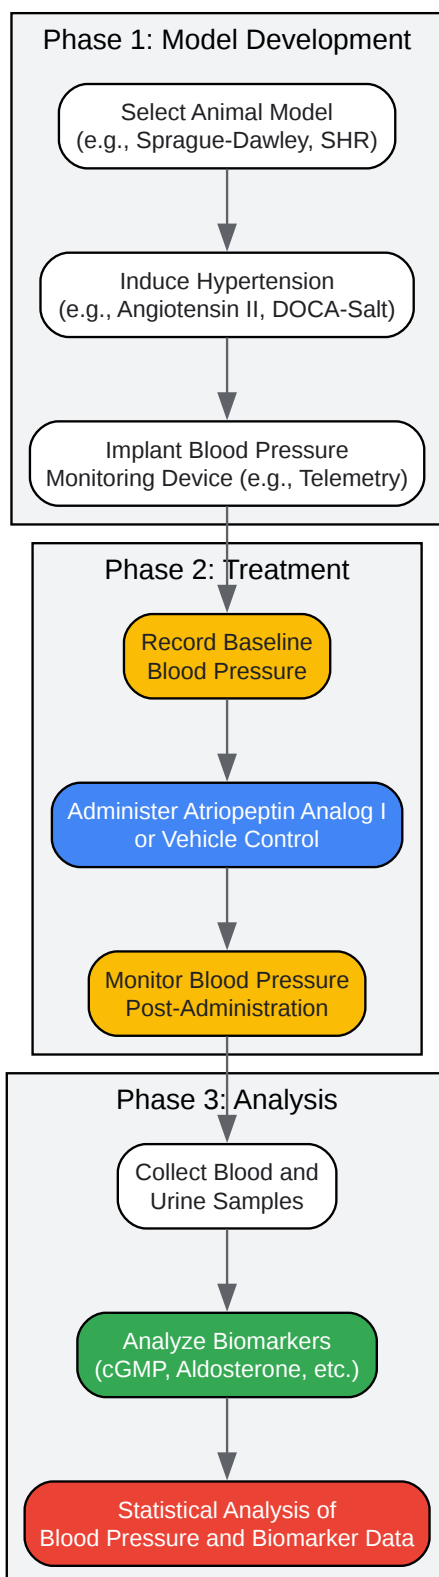 Phase 1: Model Development
Select Animal Model
(e.g., Sprague-Dawley, SHR)
Induce Hypertension
(e.g., Angiotensin II, DOCA-Salt)
Implant Blood Pressure
Monitoring Device (e.g., Telemetry)
Phase 2: Treatment
Record Baseline
Blood Pressure
Administer Atriopeptin Analog I
or Vehicle Control
Monitor Blood Pressure
Post-Administration
Phase 3: Analysis
Collect Blood and
Urine Samples
Analyze Biomarkers
(cGMP, Aldosterone, etc.)
Statistical Analysis of
Blood Pressure and Biomarker Data